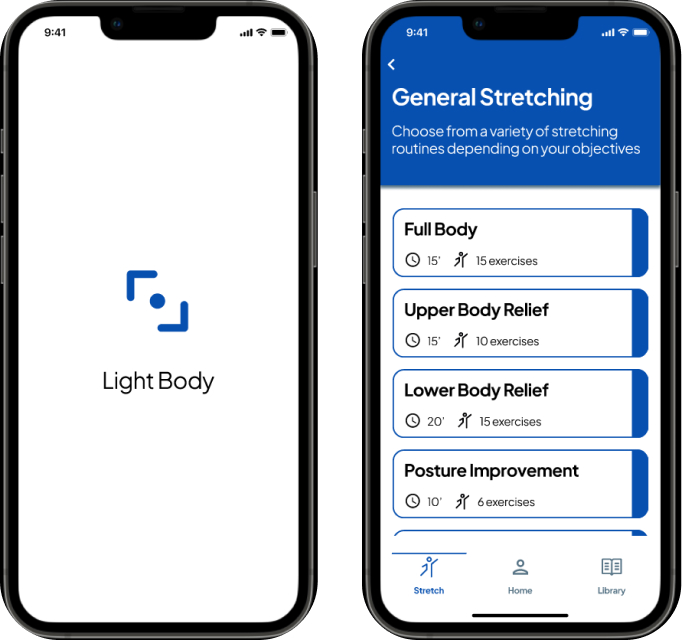 9:41
Light Body
9:41
General Stretching
Choose from a variety of stretching
routines depending on your objectives
Full Body
15' 15 exercises
Upper Body Relief
15' 10 exercises
Lower Body Relief
20' 15 exercises
Posture Improvement
10' 6 exercises
Stretch Home Library